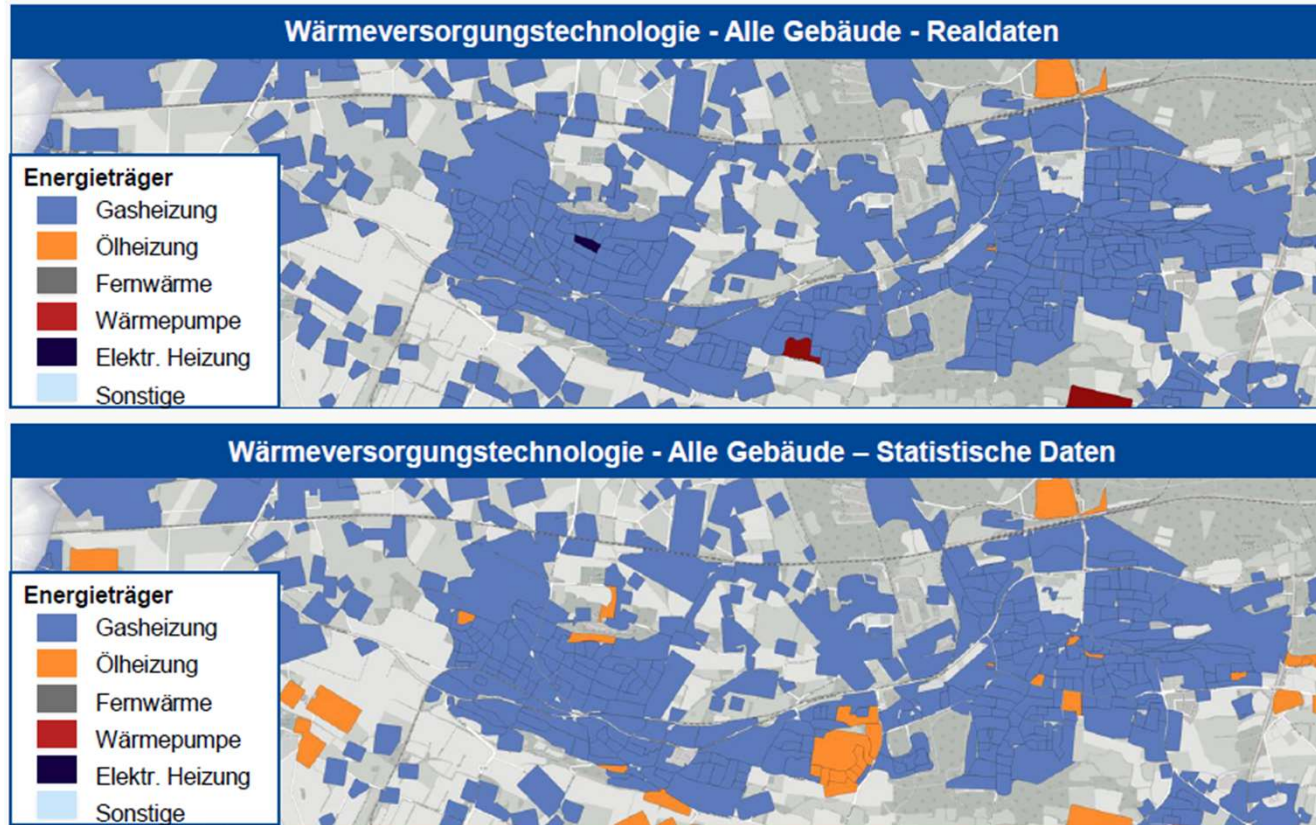 Wärmeversorgungstechnologie - Alle Gebäude - Realdaten
Energieträger
Gasheizung
Ölheizung
Fernwärme
Wärmepumpe
Elektr. Heizung
Sonstige
Wärmeversorgungstechnologie - Alle Gebäude – Statistische Daten
Energieträger
Gasheizung
Ölheizung
Fernwärme
Wärmepumpe
Elektr. Heizung
Sonstige